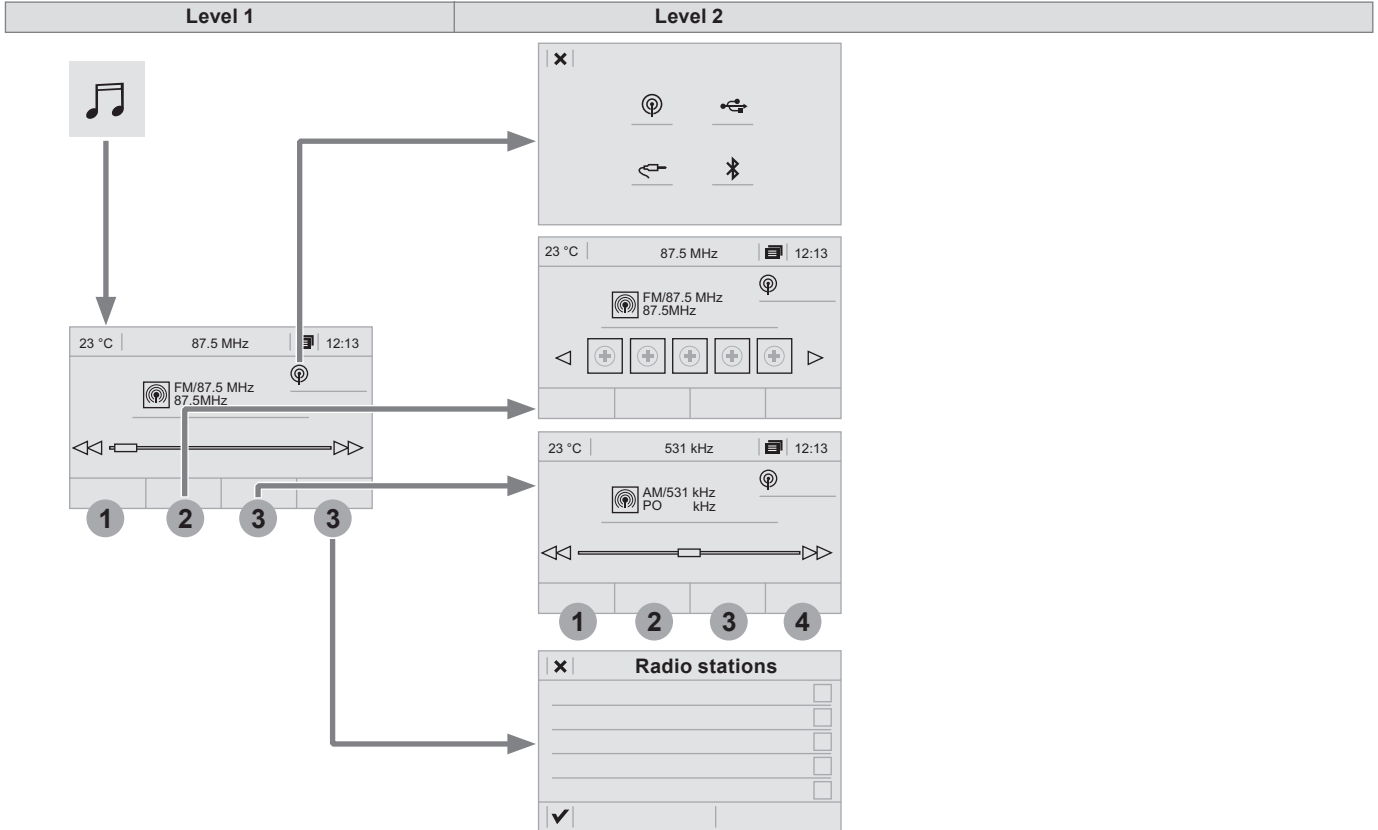 Level 1
Level 2
23 °C
87.5 MHz
12:13
FM/87.5 MHz
87.5MHz
1
2
3
3
23 °C
87.5 MHz
12:13
FM/87.5 MHz
87.5MHz
23 °C
531 kHz
12:13
AM/531 kHz
PO kHz
1
2
3
4
Radio stations